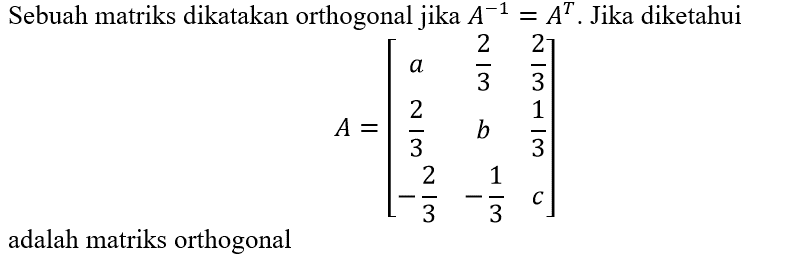 Sebuah matriks dikatakan orthogonal jika A⁻¹ = Aᵀ. Jika diketahui
A = [a 2/3 2/3
2/3 b 1/3
-2/3 -1/3 c]
adalah matriks orthogonal